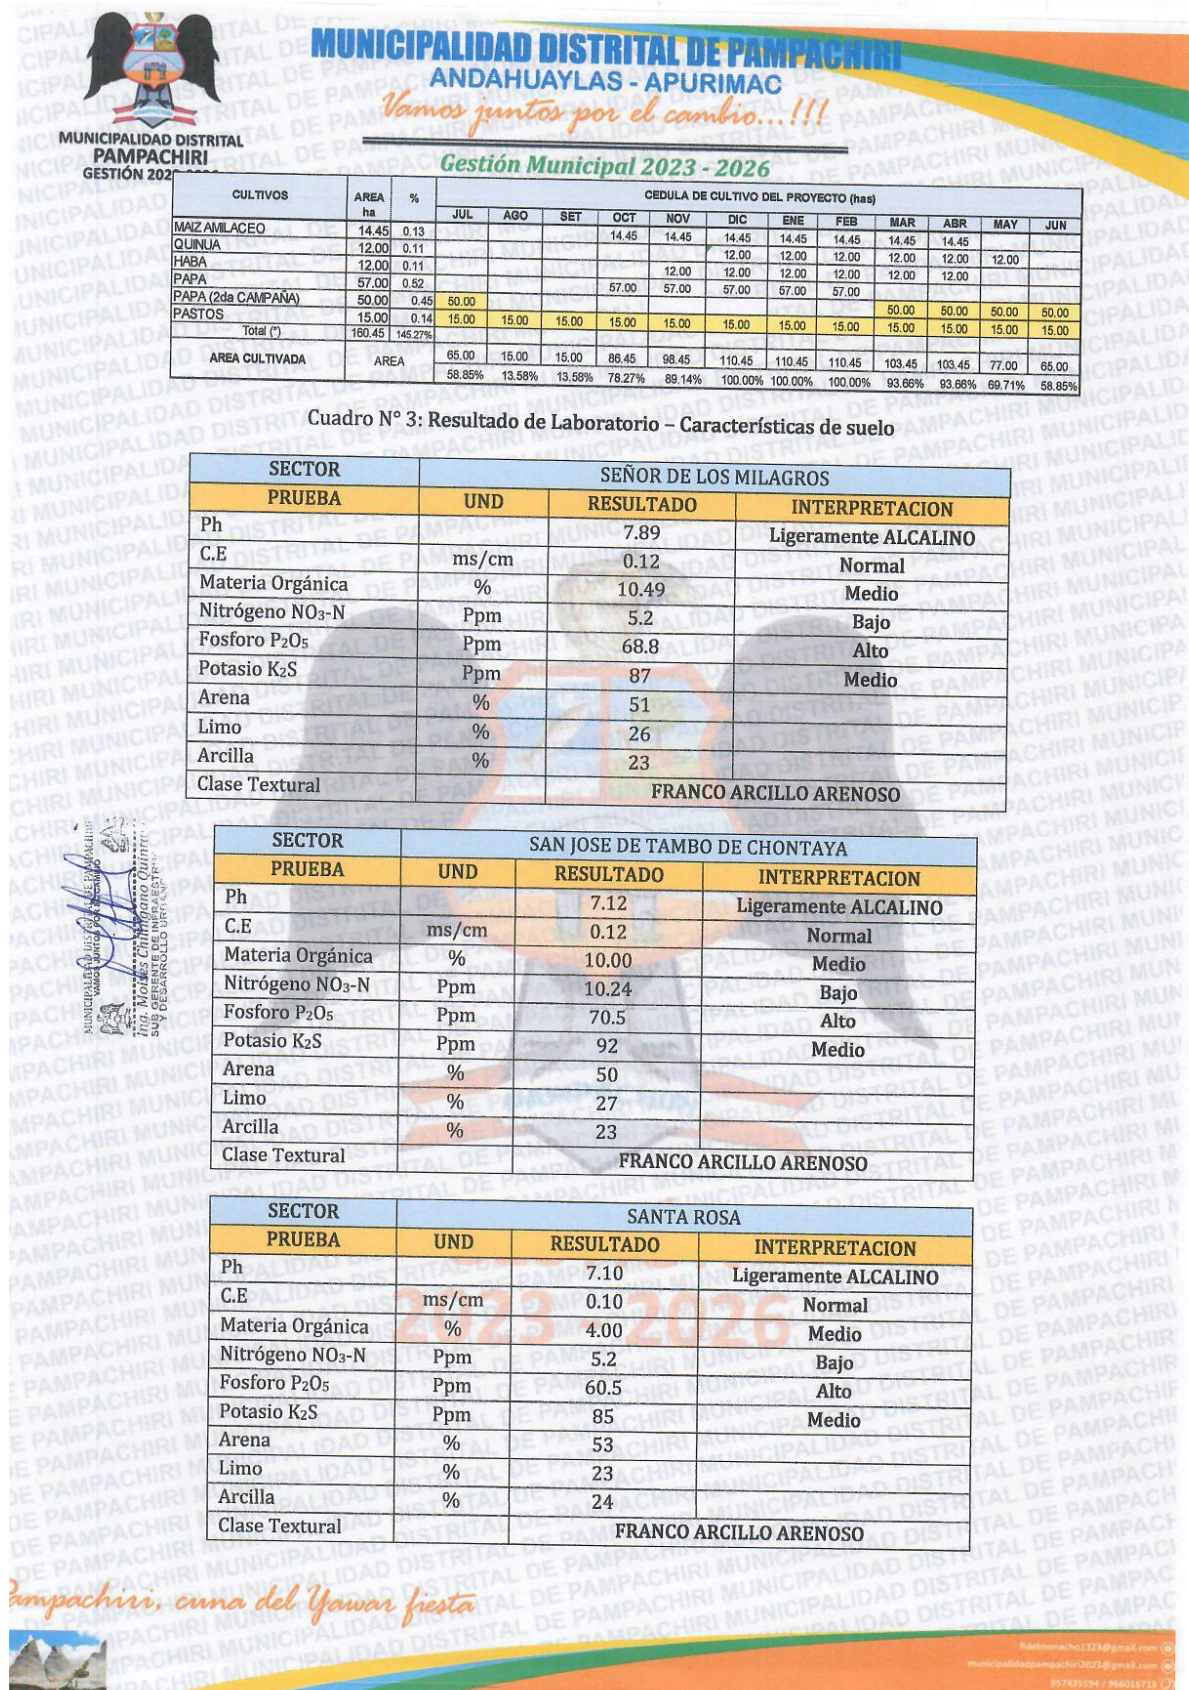 MUNICIPALIDAD DISTRITAL DE PAMPACHIRI
ANDAHUAYLAS - APURIMAC
Vamos juntos por el cambio...!!!
MUNICIPALIDAD DISTRITAL
PAMPACHIRI
Gestión Municipal 2023 - 2026
CULTIVOS AREA ha % CEDULA DE CULTIVO DEL PROYECTO (has)
JUL AGO SET OCT NOV DIC ENE FEB MAR ABR MAY JUN
MAIZ AMILACEO 14.45 0.13 14.45 14.45 14.45 14.45 14.45 14.45 14.45
QUINUA 12.00 0.11 12.00 12.00 12.00 12.00 12.00 12.00
HABA 12.00 0.11 12.00 12.00 12.00 12.00 12.00 12.00
PAPA 57.00 0.52 57.00 57.00 57.00 57.00 57.00
PAPA (2da CAMPAÑA) 50.00 0.45 50.00 50.00 50.00 50.00 50.00
PASTOS 15.00 0.14 15.00 15.00 15.00 15.00 15.00 15.00 15.00 15.00 15.00 15.00 15.00 15.00
Total (*) 160.45 145.27%
AREA CULTIVADA AREA 65.00 15.00 15.00 86.45 98.45 110.45 110.45 110.45 103.45 103.45 77.00 65.00
58.85% 13.58% 13.58% 78.27% 89.14% 100.00% 100.00% 100.00% 93.66% 93.66% 69.71% 58.85%
Cuadro N° 3: Resultado de Laboratorio – Características de suelo
SECTOR SEÑOR DE LOS MILAGROS
PRUEBA UND RESULTADO INTERPRETACION
Ph 7.89 Ligeramente ALCALINO
C.E ms/cm 0.12 Normal
Materia Orgánica % 10.49 Medio
Nitrógeno NO3-N Ppm 5.2 Bajo
Fosforo P2O5 Ppm 68.8 Alto
Potasio K2S Ppm 87 Medio
Arena % 51
Limo % 26
Arcilla % 23
Clase Textural FRANCO ARCILLO ARENOSO
SECTOR SAN JOSE DE TAMBO DE CHONTAYA
PRUEBA UND RESULTADO INTERPRETACION
Ph 7.12 Ligeramente ALCALINO
C.E ms/cm 0.12 Normal
Materia Orgánica % 10.00 Medio
Nitrógeno NO3-N Ppm 10.24 Bajo
Fosforo P2O5 Ppm 70.5 Alto
Potasio K2S Ppm 92 Medio
Arena % 50
Limo % 27
Arcilla % 23
Clase Textural FRANCO ARCILLO ARENOSO
SECTOR SANTA ROSA
PRUEBA UND RESULTADO INTERPRETACION
Ph 7.10 Ligeramente ALCALINO
C.E ms/cm 0.10 Normal
Materia Orgánica % 4.00 Medio
Nitrógeno NO3-N Ppm 5.2 Bajo
Fosforo P2O5 Ppm 60.5 Alto
Potasio K2S Ppm 85 Medio
Arena % 53
Limo % 23
Arcilla % 24
Clase Textural FRANCO ARCILLO ARENOSO
2023 - 2026
Pampachiri, cuna del Yawar fiesta
fidelmenacho1323@gmail.com
municipalidadpampachiri2023@gmail.com
957435594 / 966016713